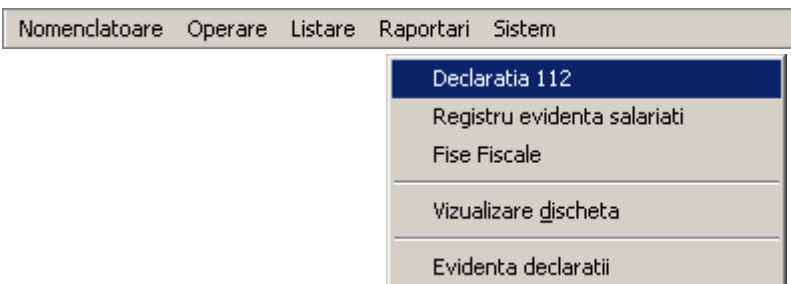 Nomenclatoare Operare Listare Raportari Sistem
Declaratia 112
Registru evidenta salariati
Fise Fiscale
Vizualizare discheta
Evidenta declaratii